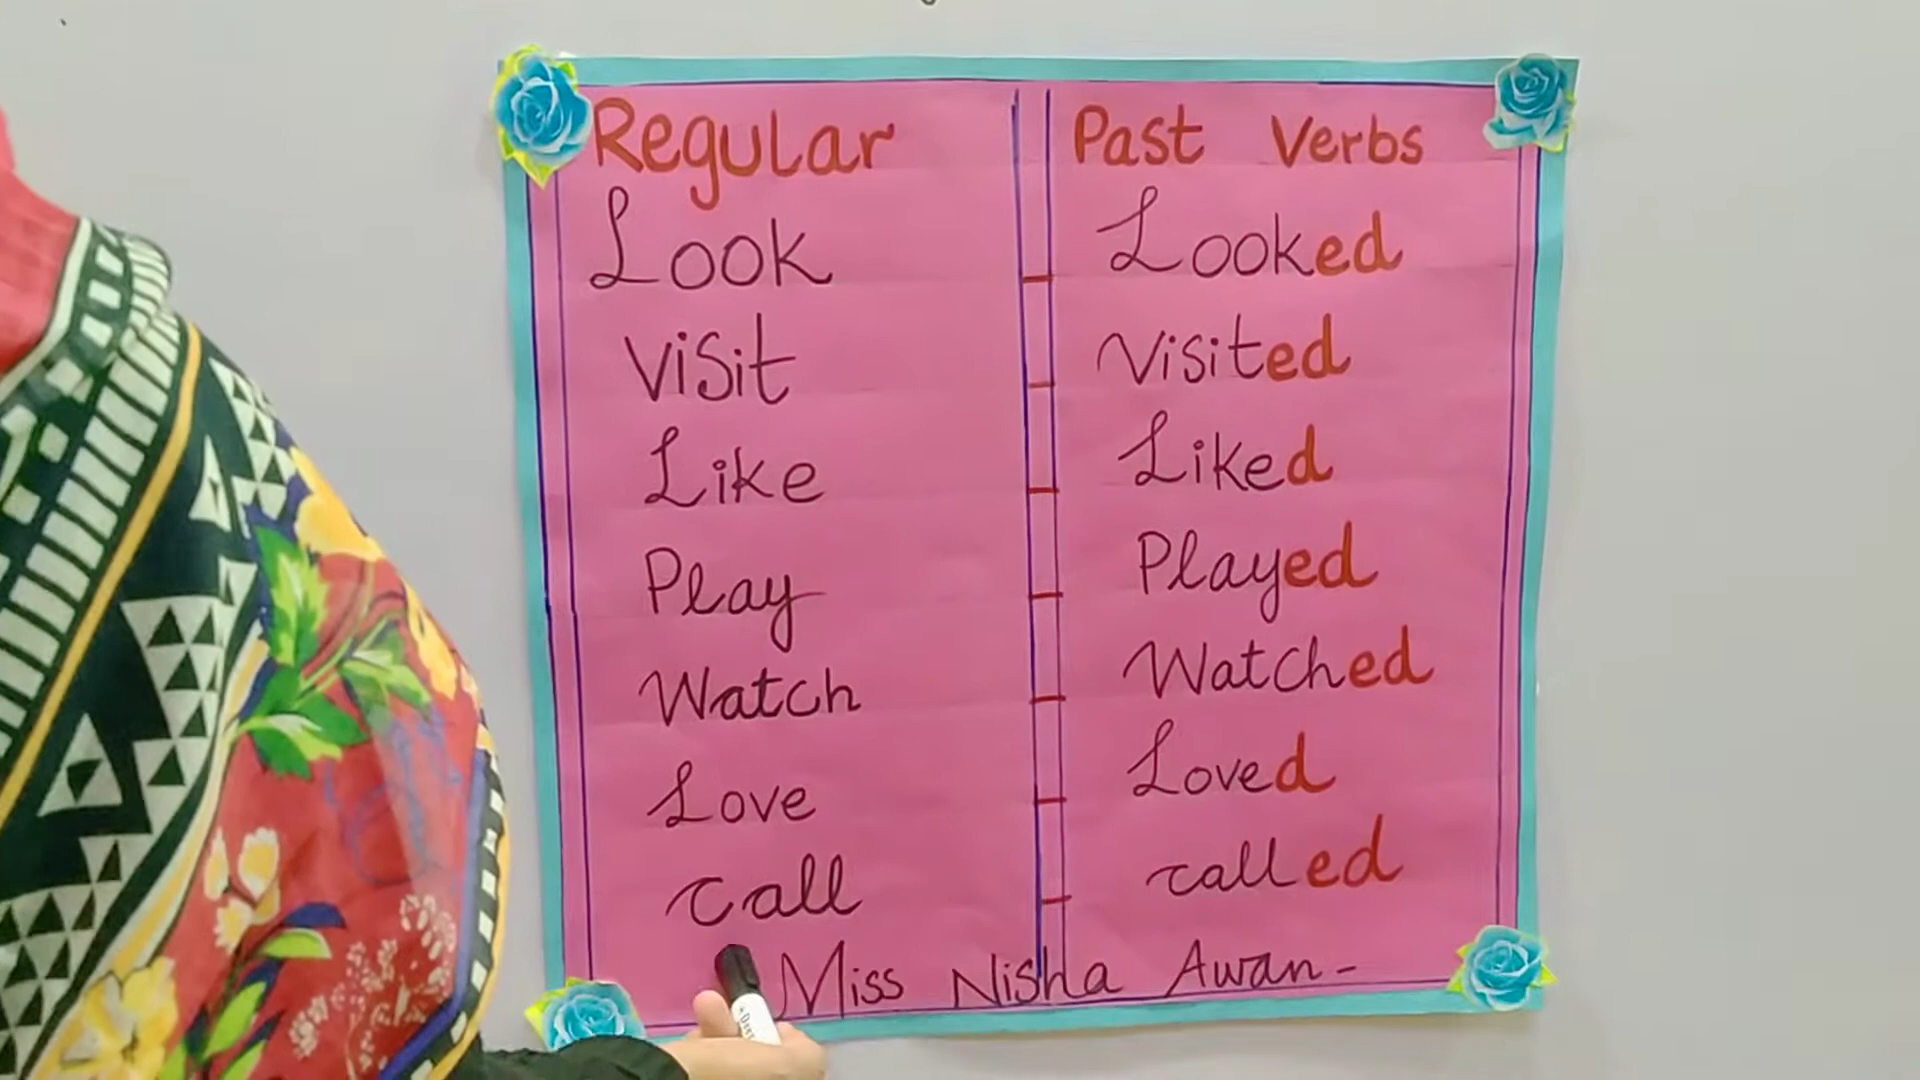 Regular Past Verbs
Look Looked
Visit Visited
Like Liked
Play Played
Watch Watched
Love Loved
call called
Miss Nisha Awan -